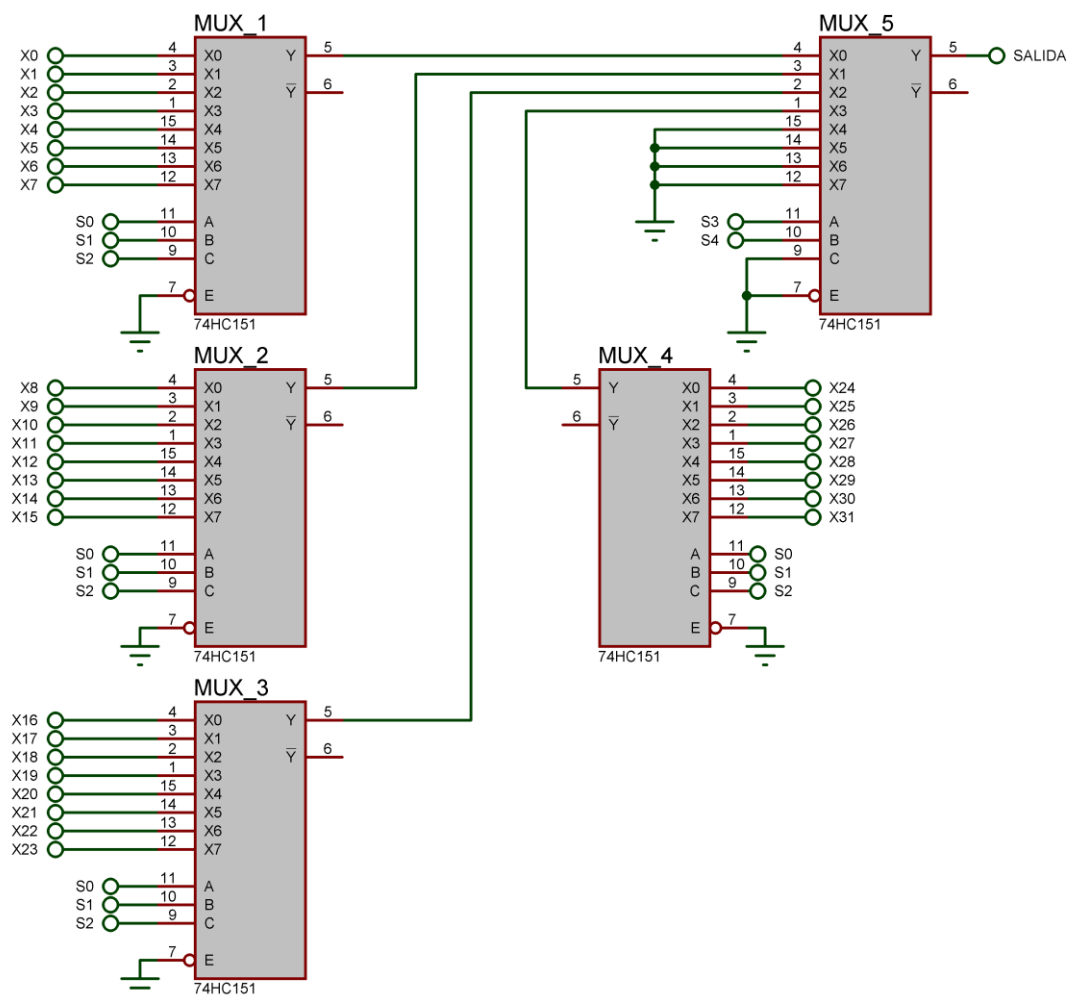 MUX_1
X0 4 X0 Y 5
X1 3 X1
X2 2 X2 Y 6
X3 1 X3
X4 15 X4
X5 14 X5
X6 13 X6
X7 12 X7
S0 11 A
S1 10 B
S2 9 C
7 E
74HC151
MUX_5
4 X0 Y 5 SALIDA
3 X1
2 X2 Y 6
1 X3
15 X4
14 X5
13 X6
12 X7
S3 11 A
S4 10 B
9 C
7 E
74HC151
MUX_2
X8 4 X0 Y 5
X9 3 X1
X10 2 X2 Y 6
X11 1 X3
X12 15 X4
X13 14 X5
X14 13 X6
X15 12 X7
S0 11 A
S1 10 B
S2 9 C
7 E
74HC151
MUX_4
5 Y X0 4 X24
X1 3 X25
6 Y X2 2 X26
X3 1 X27
X4 15 X28
X5 14 X29
X6 13 X30
X7 12 X31
A 11 S0
B 10 S1
C 9 S2
E 7
74HC151
MUX_3
X16 4 X0 Y 5
X17 3 X1
X18 2 X2 Y 6
X19 1 X3
X20 15 X4
X21 14 X5
X22 13 X6
X23 12 X7
S0 11 A
S1 10 B
S2 9 C
7 E
74HC151